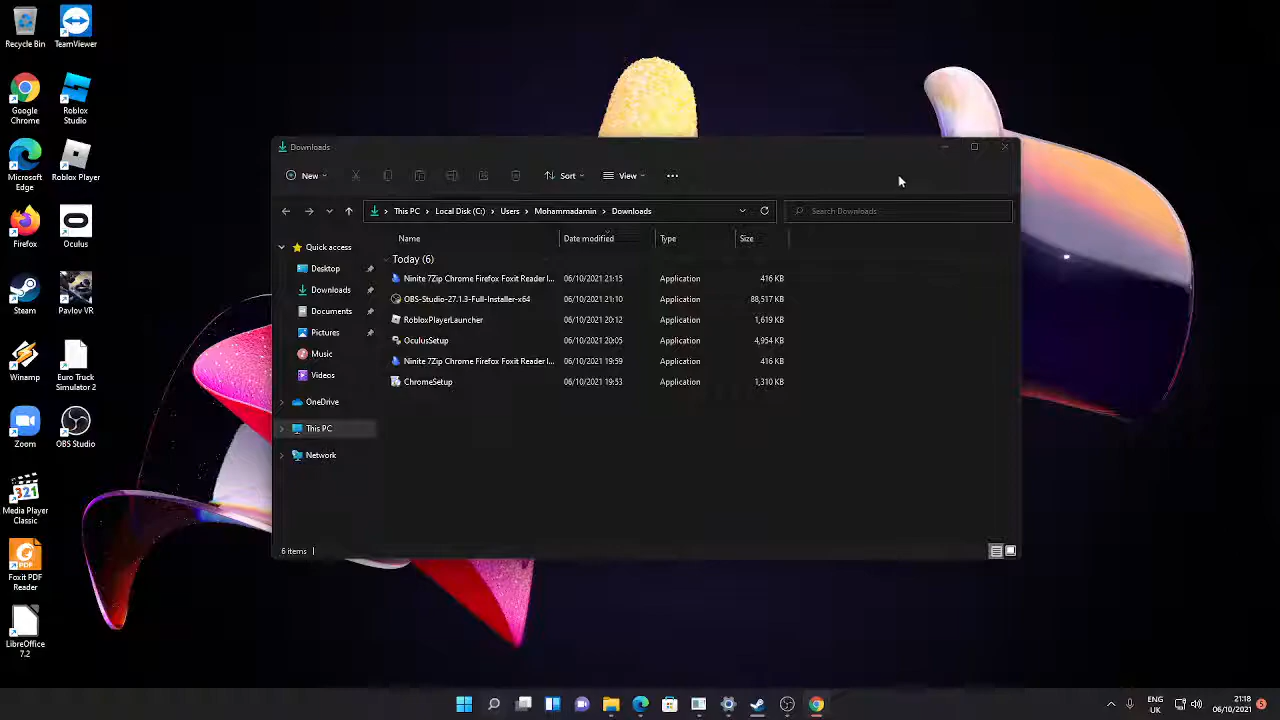 Recycle Bin
TeamViewer
Google Chrome
Roblox Studio
Microsoft Edge
Roblox Player
Firefox
Oculus
Steam
Pavlov VR
Winamp
Euro Truck Simulator 2
Zoom
OBS Studio
321
Media Player Classic
PDF
Foxit PDF Reader
LibreOffice 7.2
Downloads
New
Sort
View
This PC > Local Disk (C:) > Users > Mohammadamin > Downloads
Search Downloads
Name Date modified Type Size
Today (6)
Ninite 7Zip Chrome Firefox Foxit Reader I... 06/10/2021 21:15 Application 416 KB
OBS-Studio-27.1.3-Full-Installer-x64 06/10/2021 21:10 Application 88,517 KB
RobloxPlayerLauncher 06/10/2021 20:12 Application 1,619 KB
OculusSetup 06/10/2021 20:05 Application 4,954 KB
Ninite 7Zip Chrome Firefox Foxit Reader I... 06/10/2021 19:59 Application 416 KB
ChromeSetup 06/10/2021 19:53 Application 1,310 KB
Quick access
Desktop
Downloads
Documents
Pictures
Music
Videos
OneDrive
This PC
Network
6 items
ENG
UK
21:18
06/10/2021
5